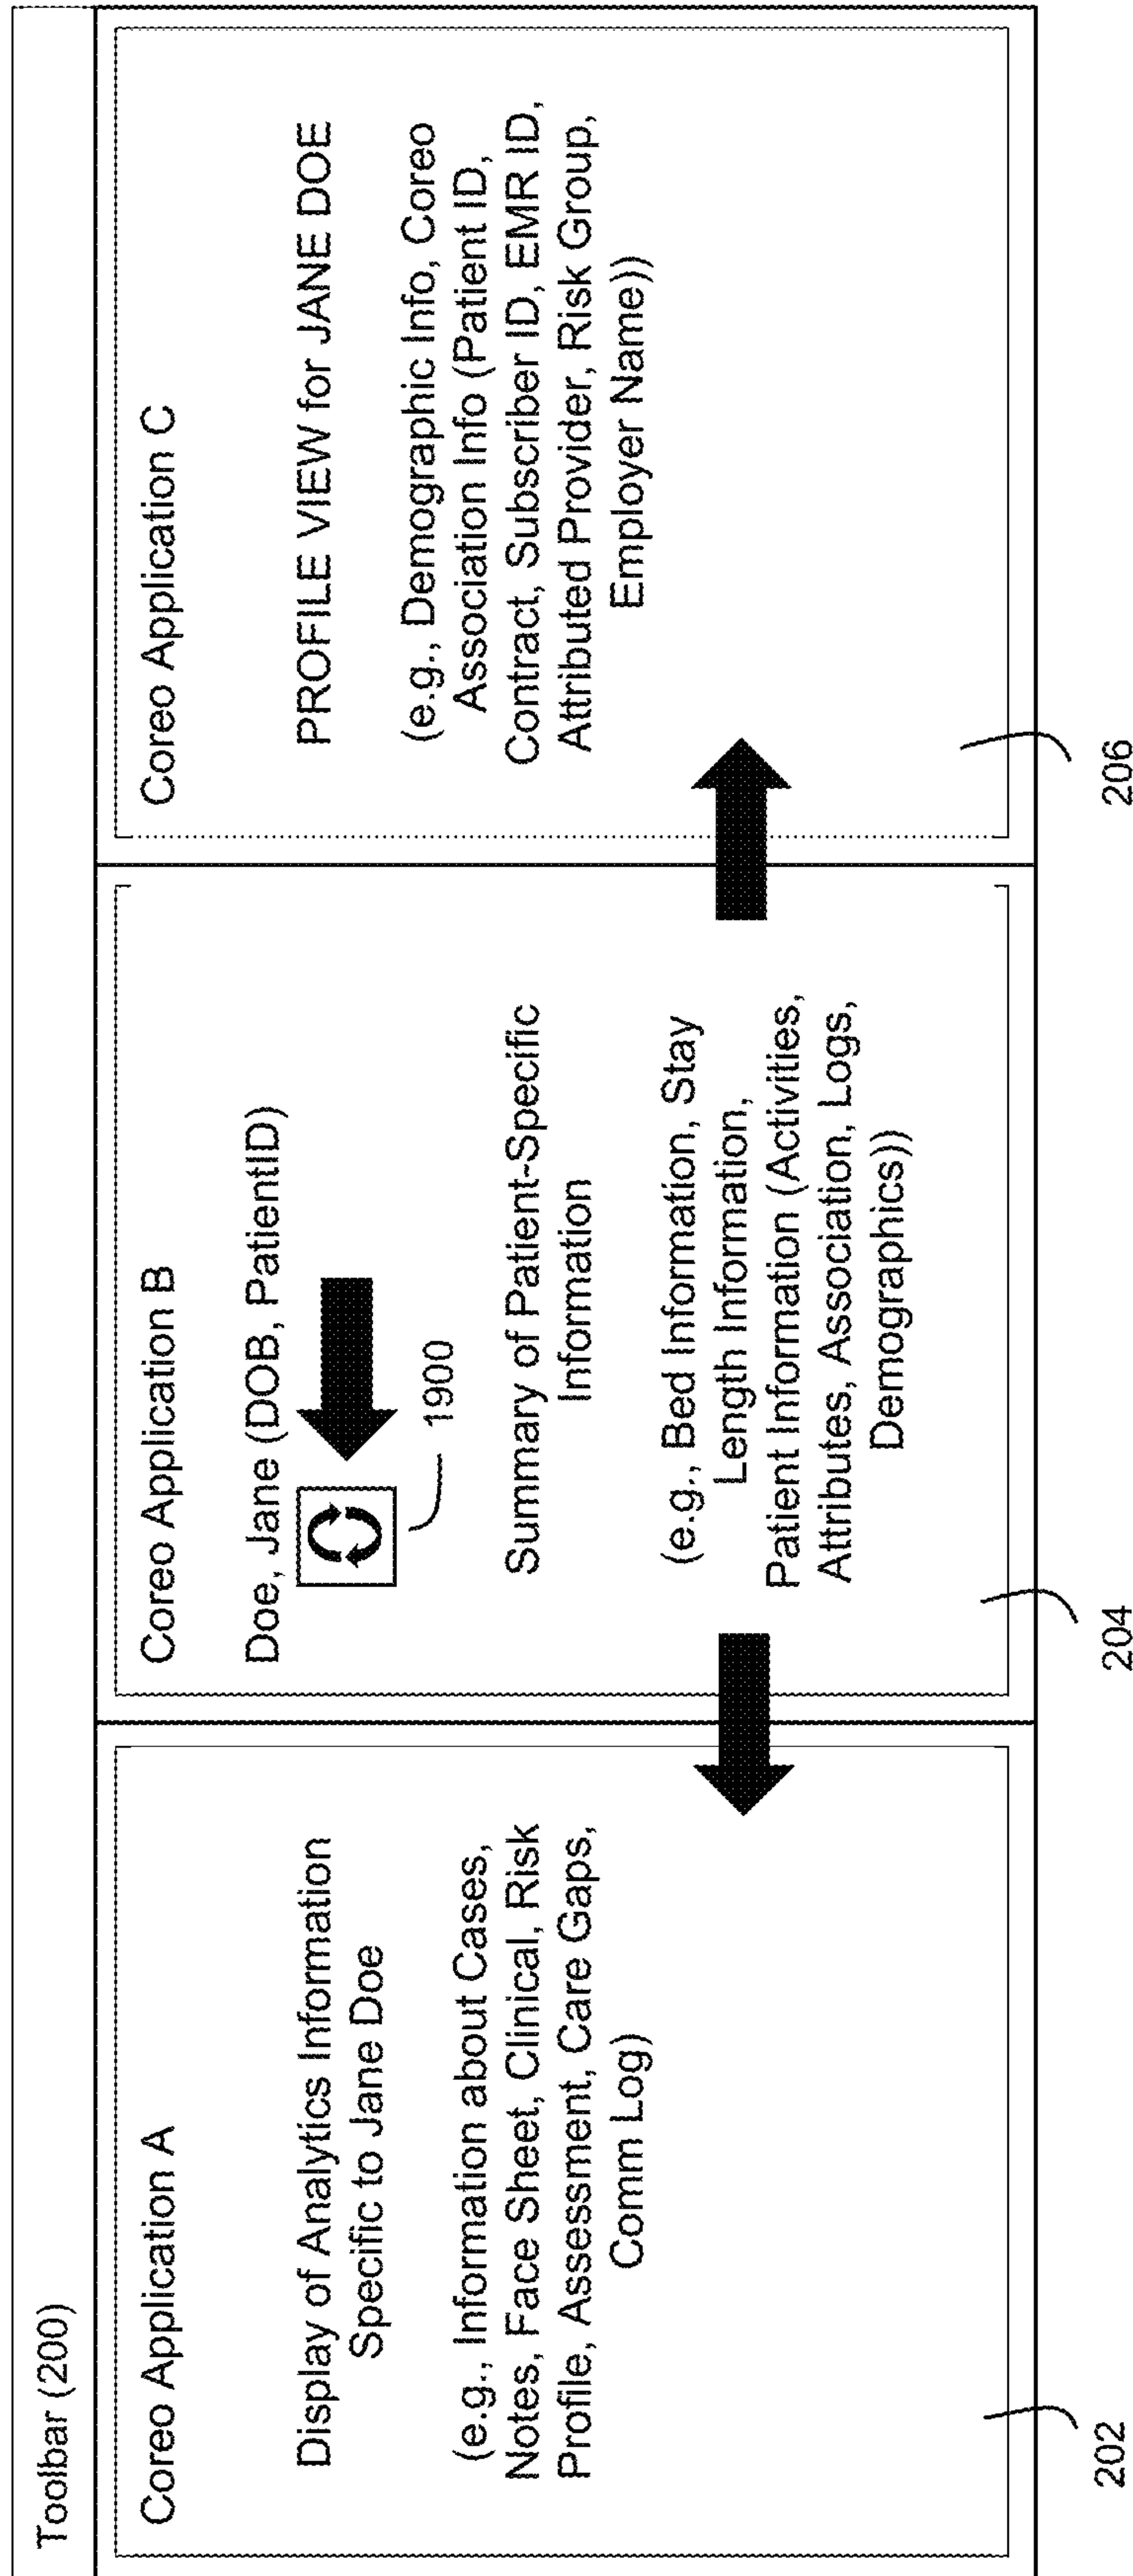 Toolbar (200)
Coreo Application A
Display of Analytics Information
Specific to Jane Doe
(e.g., Information about Cases,
Notes, Face Sheet, Clinical, Risk
Profile, Assessment, Care Gaps,
Comm Log)
202
Coreo Application B
Doe, Jane (DOB, PatientID)
1900
Summary of Patient-Specific
Information
(e.g., Bed Information, Stay
Length Information,
Patient Information (Activities,
Attributes, Association, Logs,
Demographics))
204
Coreo Application C
PROFILE VIEW for JANE DOE
(e.g., Demographic Info, Coreo
Association Info (Patient ID,
Contract, Subscriber ID, EMR ID,
Attributed Provider, Risk Group,
Employer Name))
206